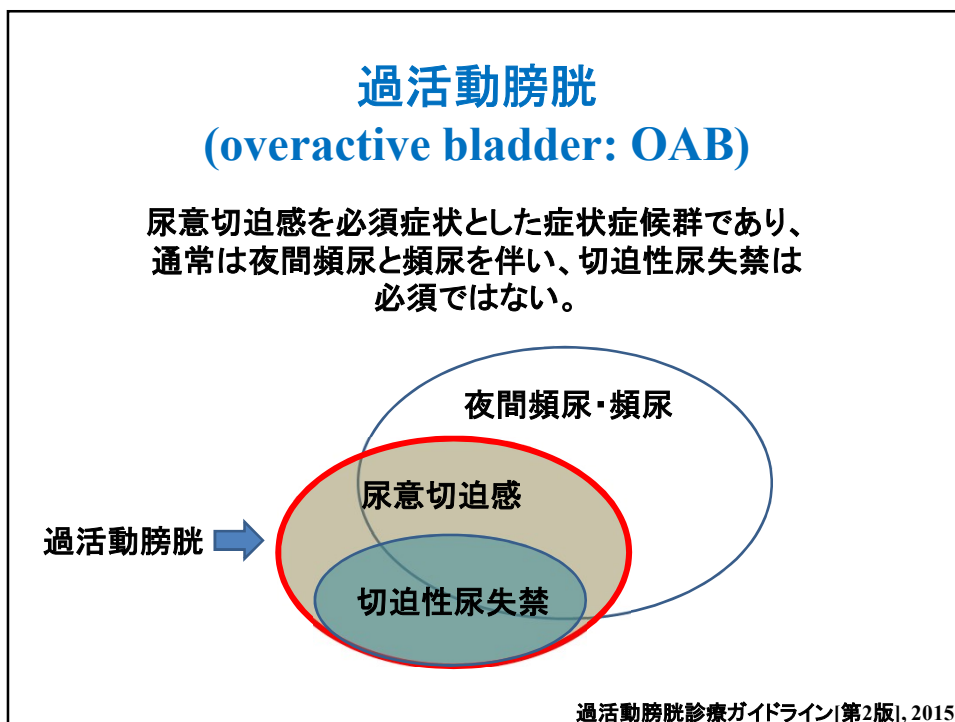 過活動膀胱
(overactive bladder: OAB)
尿意切迫感を必須症状とした症状症候群であり、
通常は夜間頻尿と頻尿を伴い、切迫性尿失禁は
必須ではない。
夜間頻尿・頻尿
尿意切迫感
過活動膀胱
切迫性尿失禁
過活動膀胱診療ガイドライン[第2版], 2015